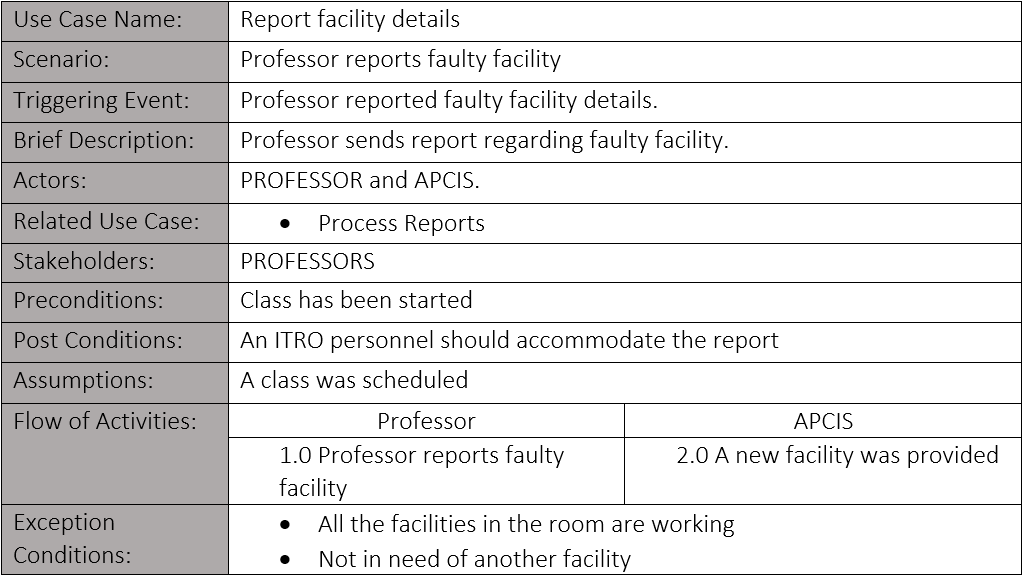 Use Case Name: Report facility details
Scenario: Professor reports faulty facility
Triggering Event: Professor reported faulty facility details.
Brief Description: Professor sends report regarding faulty facility.
Actors: PROFESSOR and APCIS.
Related Use Case: • Process Reports
Stakeholders: PROFESSORS
Preconditions: Class has been started
Post Conditions: An ITRO personnel should accommodate the report
Assumptions: A class was scheduled
Flow of Activities: Professor APCIS
1.0 Professor reports faulty 2.0 A new facility was provided
facility
Exception • All the facilities in the room are working
Conditions: • Not in need of another facility